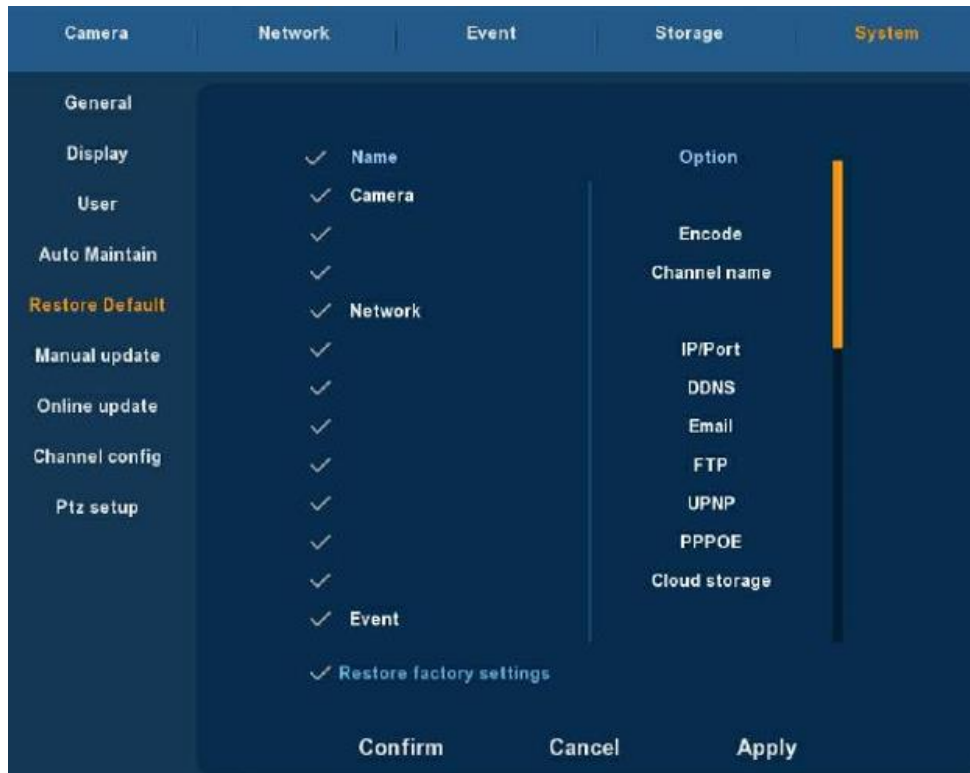 Camera Network Event Storage System
General
Display
User
Auto Maintain
Restore Default
Manual update
Online update
Channel config
Ptz setup
Name Option
Camera
Encode
Channel name
Network
IP/Port
DDNS
Email
FTP
UPNP
PPPOE
Cloud storage
Event
Restore factory settings
Confirm Cancel Apply